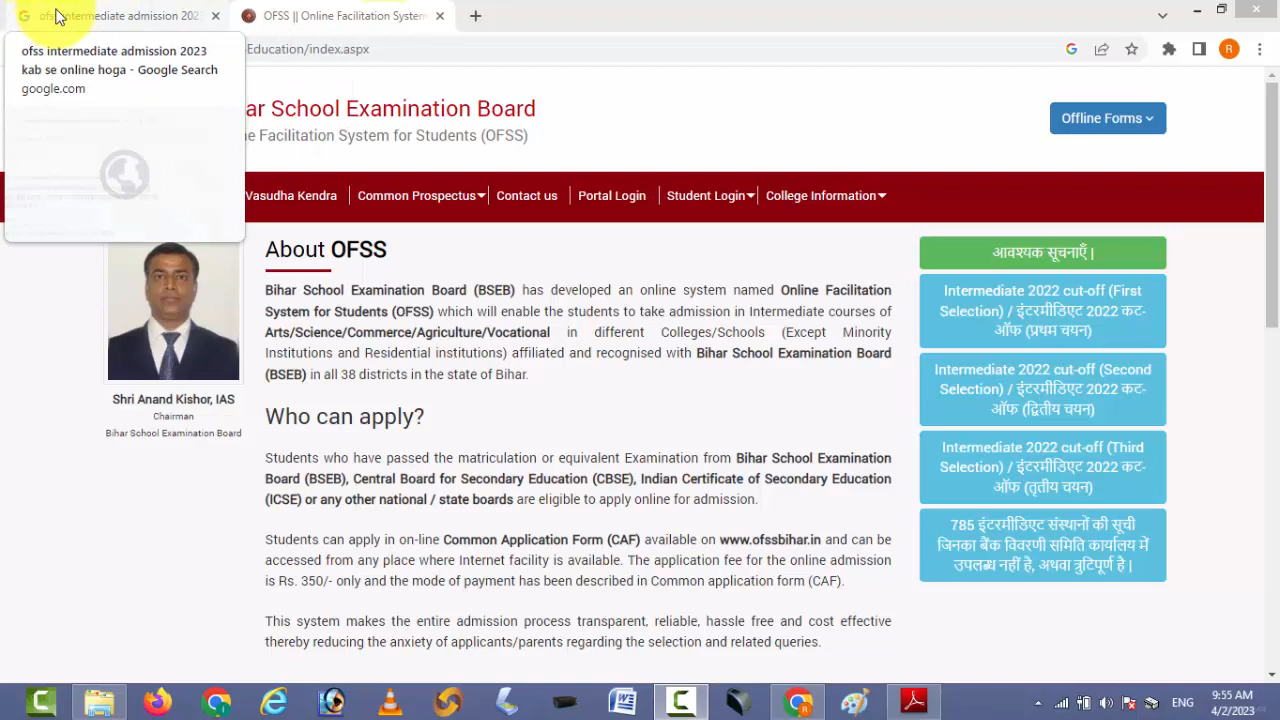 ofss intermediate admission 202
OFSS || Online Facilitation System
ofss intermediate admission 2023
kab se online hoga - Google Search
google.com
Education/index.aspx
R
ar School Examination Board
e Facilitation System for Students (OFSS)
Offline Forms
Vasudha Kendra
Common Prospectus
Contact us
Portal Login
Student Login
College Information
Shri Anand Kishor, IAS
Chairman
Bihar School Examination Board
About OFSS
Bihar School Examination Board (BSEB) has developed an online system named Online Facilitation
System for Students (OFSS) which will enable the students to take admission in Intermediate courses of
Arts/Science/Commerce/Agriculture/Vocational in different Colleges/Schools (Except Minority
Institutions and Residential institutions) affiliated and recognised with Bihar School Examination Board
(BSEB) in all 38 districts in the state of Bihar.
Who can apply?
Students who have passed the matriculation or equivalent Examination from Bihar School Examination
Board (BSEB), Central Board for Secondary Education (CBSE), Indian Certificate of Secondary Education
(ICSE) or any other national / state boards are eligible to apply online for admission.
Students can apply in on-line Common Application Form (CAF) available on www.ofssbihar.in and can be
accessed from any place where Internet facility is available. The application fee for the online admission
is Rs. 350/- only and the mode of payment has been described in Common application form (CAF).
This system makes the entire admission process transparent, reliable, hassle free and cost effective
thereby reducing the anxiety of applicants/parents regarding the selection and related queries.
आवश्यक सूचनाएँ |
Intermediate 2022 cut-off (First
Selection) / इंटरमीडिएट 2022 कट-
ऑफ (प्रथम चयन)
Intermediate 2022 cut-off (Second
Selection) / इंटरमीडिएट 2022 कट-
ऑफ (द्वितीय चयन)
Intermediate 2022 cut-off (Third
Selection) / इंटरमीडिएट 2022 कट-
ऑफ (तृतीय चयन)
785 इंटरमीडिएट संस्थानों की सूची
जिनका बैंक विवरणी समिति कार्यालय में
उपलब्ध नहीं है, अथवा त्रुटिपूर्ण है |
ENG
9:55 AM
4/2/2023